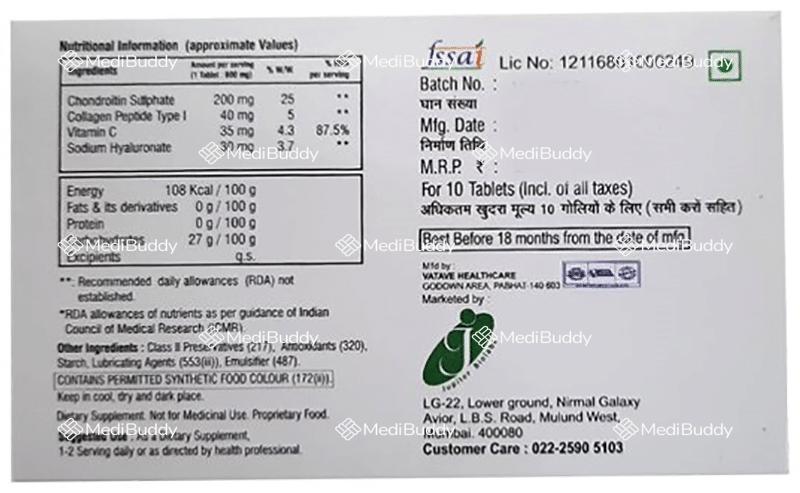 Nutritional Information (approximate Values)
Ingredients Amount per serving (1 Tablet : 800 mg) % W/W per serving
Chondroitin Sulphate 200 mg 25 **
Collagen Peptide Type I 40 mg 5 **
Vitamin C 35 mg 4.3 87.5%
Sodium Hyaluronate 30 mg 3.7 **
Energy 108 Kcal / 100 g
Fats & its derivatives 0 g / 100 g
Protein 0 g / 100 g
Carbohydrates 27 g / 100 g
Excipients q.s.
**: Recommended daily allowances (RDA) not
established.
*RDA allowances of nutrients as per guidance of Indian
Council of Medical Research (ICMR).
Other Ingredients : Class II Preservatives (217), Antioxidants (320),
Starch, Lubricating Agents (553(iii)), Emulsifier (487).
CONTAINS PERMITTED SYNTHETIC FOOD COLOUR (172(ii)).
Keep in cool, dry and dark place.
Dietary Supplement. Not for Medicinal Use. Proprietary Food.
Suggested Use : As a Dietary Supplement,
1-2 Serving daily or as directed by health professional.
fssai Lic No:
Batch No. :
घान संख्या
Mfg. Date :
निर्माण तिथि
M.R.P. ₹ :
For 10 Tablets (Incl. of all taxes)
अधिकतम खुदरा मूल्य 10 गोलियो के लिए (सभी करों सहित)
Best Before 18 months from the date of mfg.
Mfd by :
VATAVE HEALTHCARE
GODOWN AREA, PABHAT-140 603
Marketed by :
Jupiter Biology
LG-22, Lower ground, Nirmal Galaxy
Avior, L.B.S. Road, Mulund West,
Mumbai. 400080
Customer Care : 022-2590 5103
MediBuddy